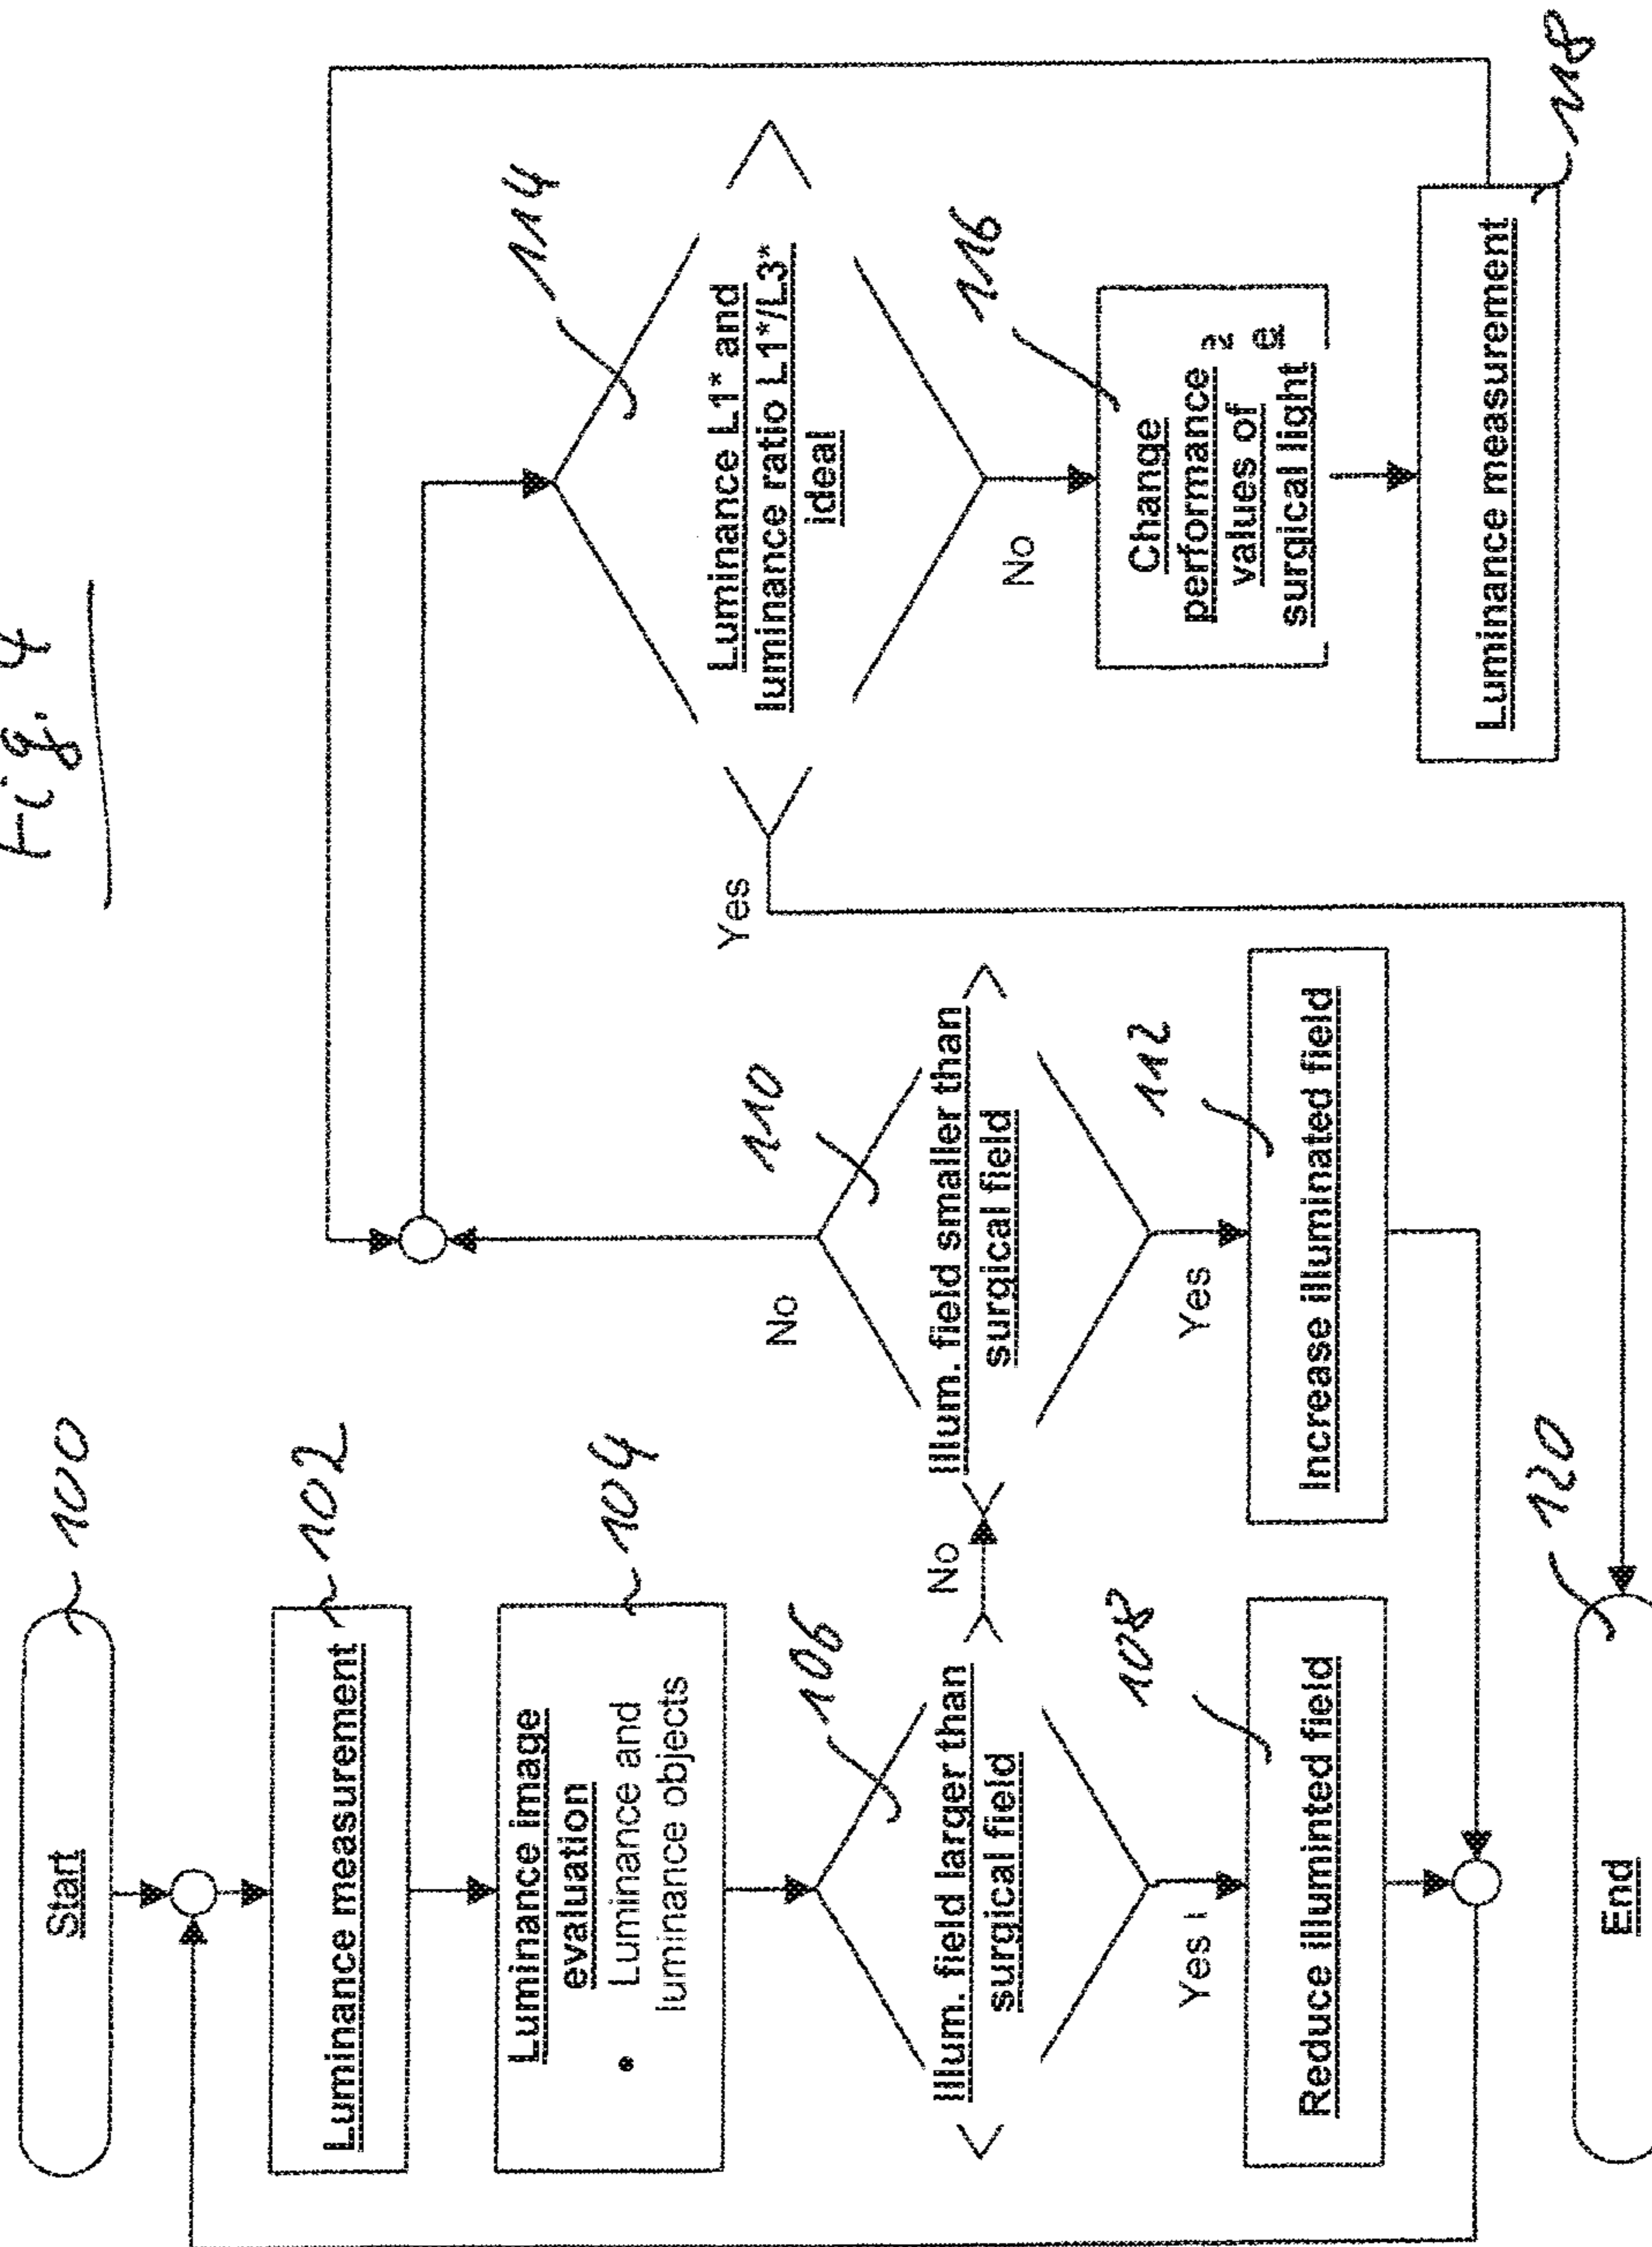 Fig. 4
Start
100
Luminance measurement
102
Luminance image
evaluation
• Luminance and
luminance objects
104
Illum. field larger than
surgical field
106
No
Yes
Reduce illuminted field
108
Illum. field smaller than
surgical field
110
No
Yes
Increase illuminated field
112
Luminance L1* and
luminance ratio L1*/L3*
ideal
114
Yes
No
Change
performance
values of
surgical light
116
Luminance measurement
118
End
120